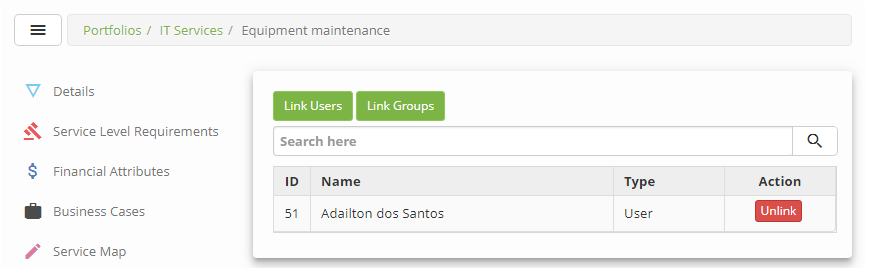 Portfolios / IT Services / Equipment maintenance
Details
Service Level Requirements
Financial Attributes
Business Cases
Service Map
Link Users Link Groups
Search here
ID Name Type Action
51 Adailton dos Santos User Unlink